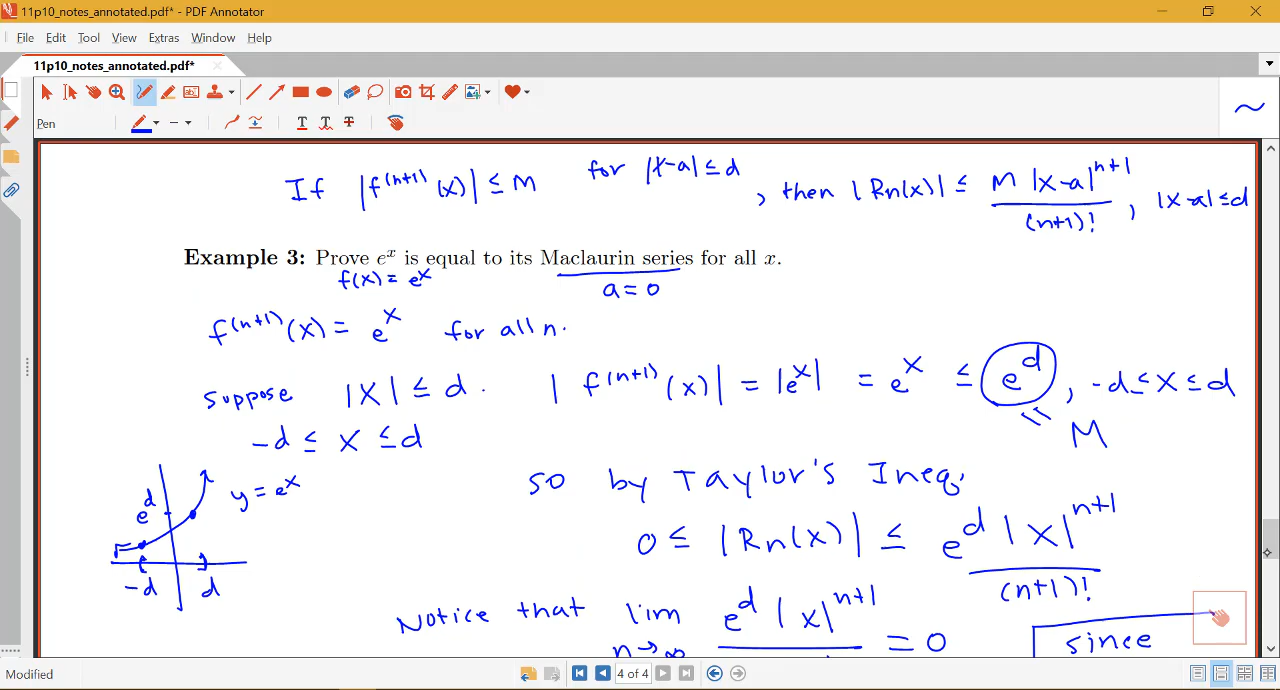 11p10_notes_annotated.pdf* - PDF Annotator
File Edit Tool View Extras Window Help
11p10_notes_annotated.pdf*
Pen
If |f^(n+1)(x)| ≤ M for |x-a| ≤ d, then |Rn(x)| ≤ M|x-a|^(n+1) / (n+1)!, |x-a| ≤ d
Example 3: Prove e^x is equal to its Maclaurin series for all x.
f(x) = e^x a = 0
f^(n+1)(x) = e^x for all n.
suppose |x| ≤ d. |f^(n+1)(x)| = |e^x| = e^x ≤ e^d, -d ≤ x ≤ d
-d ≤ x ≤ d
" M
so by Taylor's Ineq,
y = e^x
e^d
-d d
0 ≤ |Rn(x)| ≤ e^d |x|^(n+1) / (n+1)!
Notice that lim n→∞ e^d |x|^(n+1) = 0
since
Modified 4 of 4